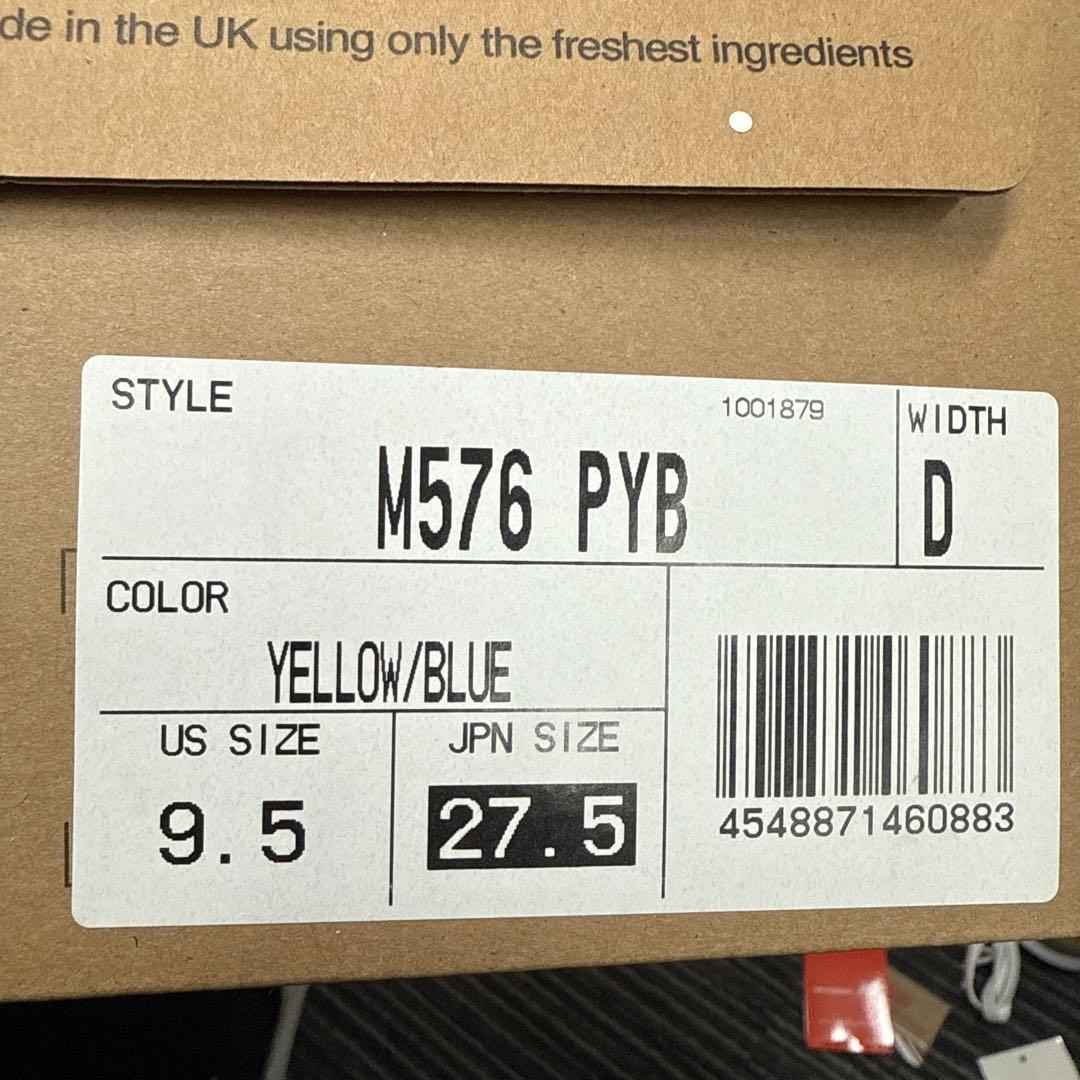 de in the UK using only the freshest ingredients
STYLE
1001879
WIDTH
M576 PYB
D
COLOR
YELLOW/BLUE
US SIZE
JPN SIZE
9.5
27.5
4548871460883